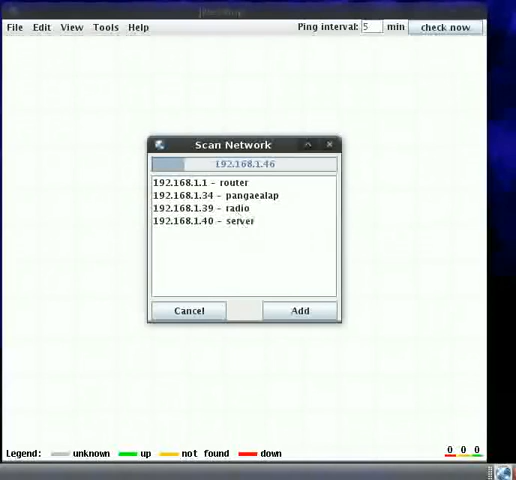 File Edit View Tools Help Ping interval: 5 min check now
Scan Network
192.168.1.46
192.168.1.1 - router
192.168.1.34 - pangaealap
192.168.1.39 - radio
192.168.1.40 - server
Cancel Add
Legend: unknown up not found down 0 0 0